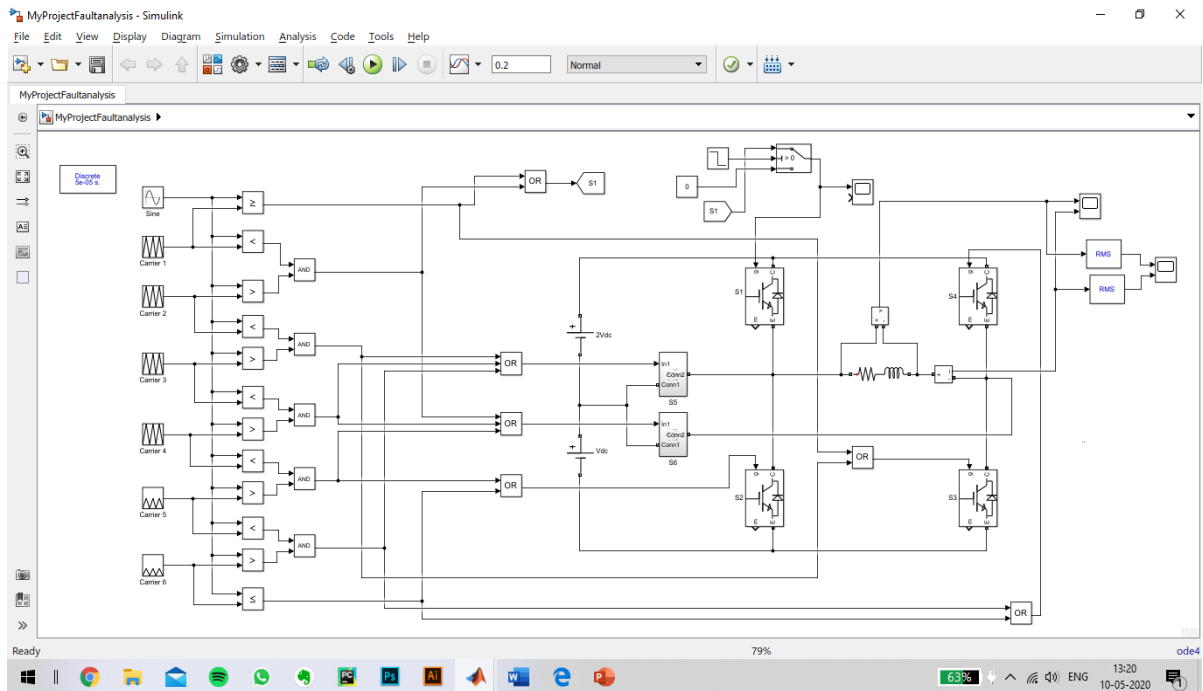 MyProjectFaultanalysis - Simulink
File Edit View Display Diagram Simulation Analysis Code Tools Help
0.2
Normal
MyProjectFaultanalysis
MyProjectFaultanalysis
Discrete
5e-05 s.
Sine
Carrier 1
Carrier 2
Carrier 3
Carrier 4
Carrier 5
Carrier 6
≥
<
>
<
>
<
>
<
>
<
>
≤
AND
AND
AND
AND
AND
OR
S1
OR
OR
OR
2Vdc
Vdc
In1
Conn2
Conn1
S5
In1
Conn2
Conn1
S6
> 0
0
S1
g C
S1
E E
g C
S4
E E
g C
S2
E E
g C
S3
E E
OR
OR
RMS
RMS
Ready
79%
ode4
63%
ENG
13:20
10-05-2020